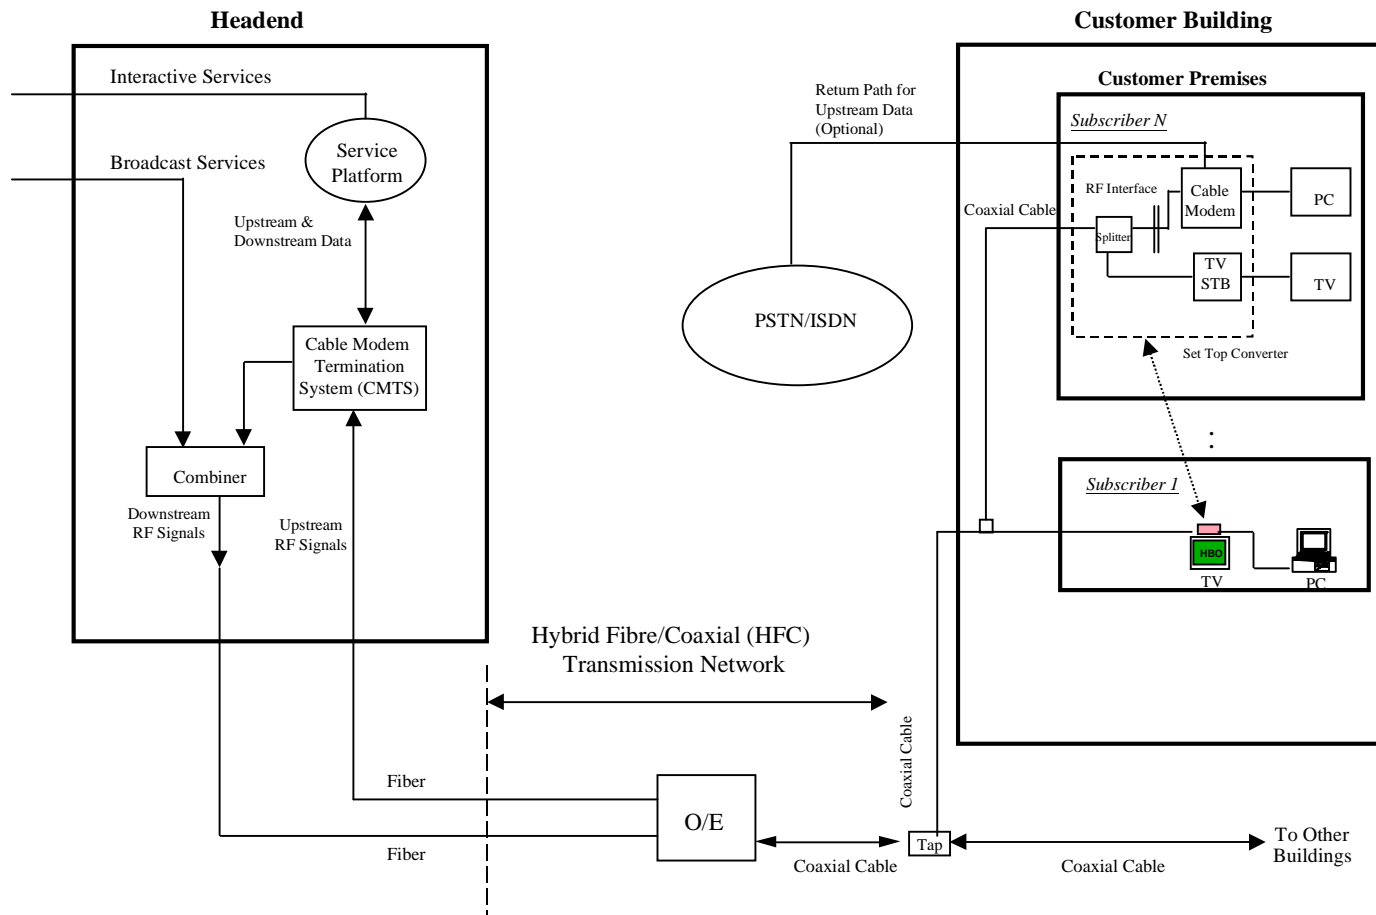 Headend
Customer Building
Interactive Services
Broadcast Services
Service
Platform
Upstream &
Downstream Data
Cable Modem
Termination
System (CMTS)
Combiner
Downstream
RF Signals
Upstream
RF Signals
Return Path for
Upstream Data
(Optional)
PSTN/ISDN
Customer Premises
Subscriber N
RF Interface
Cable
Modem
PC
Coaxial Cable
Splitter
TV
STB
TV
Set Top Converter
:
Subscriber 1
HBO
TV
PC
Hybrid Fibre/Coaxial (HFC)
Transmission Network
Coaxial Cable
Fiber
O/E
Fiber
Coaxial Cable
Tap
Coaxial Cable
To Other
Buildings